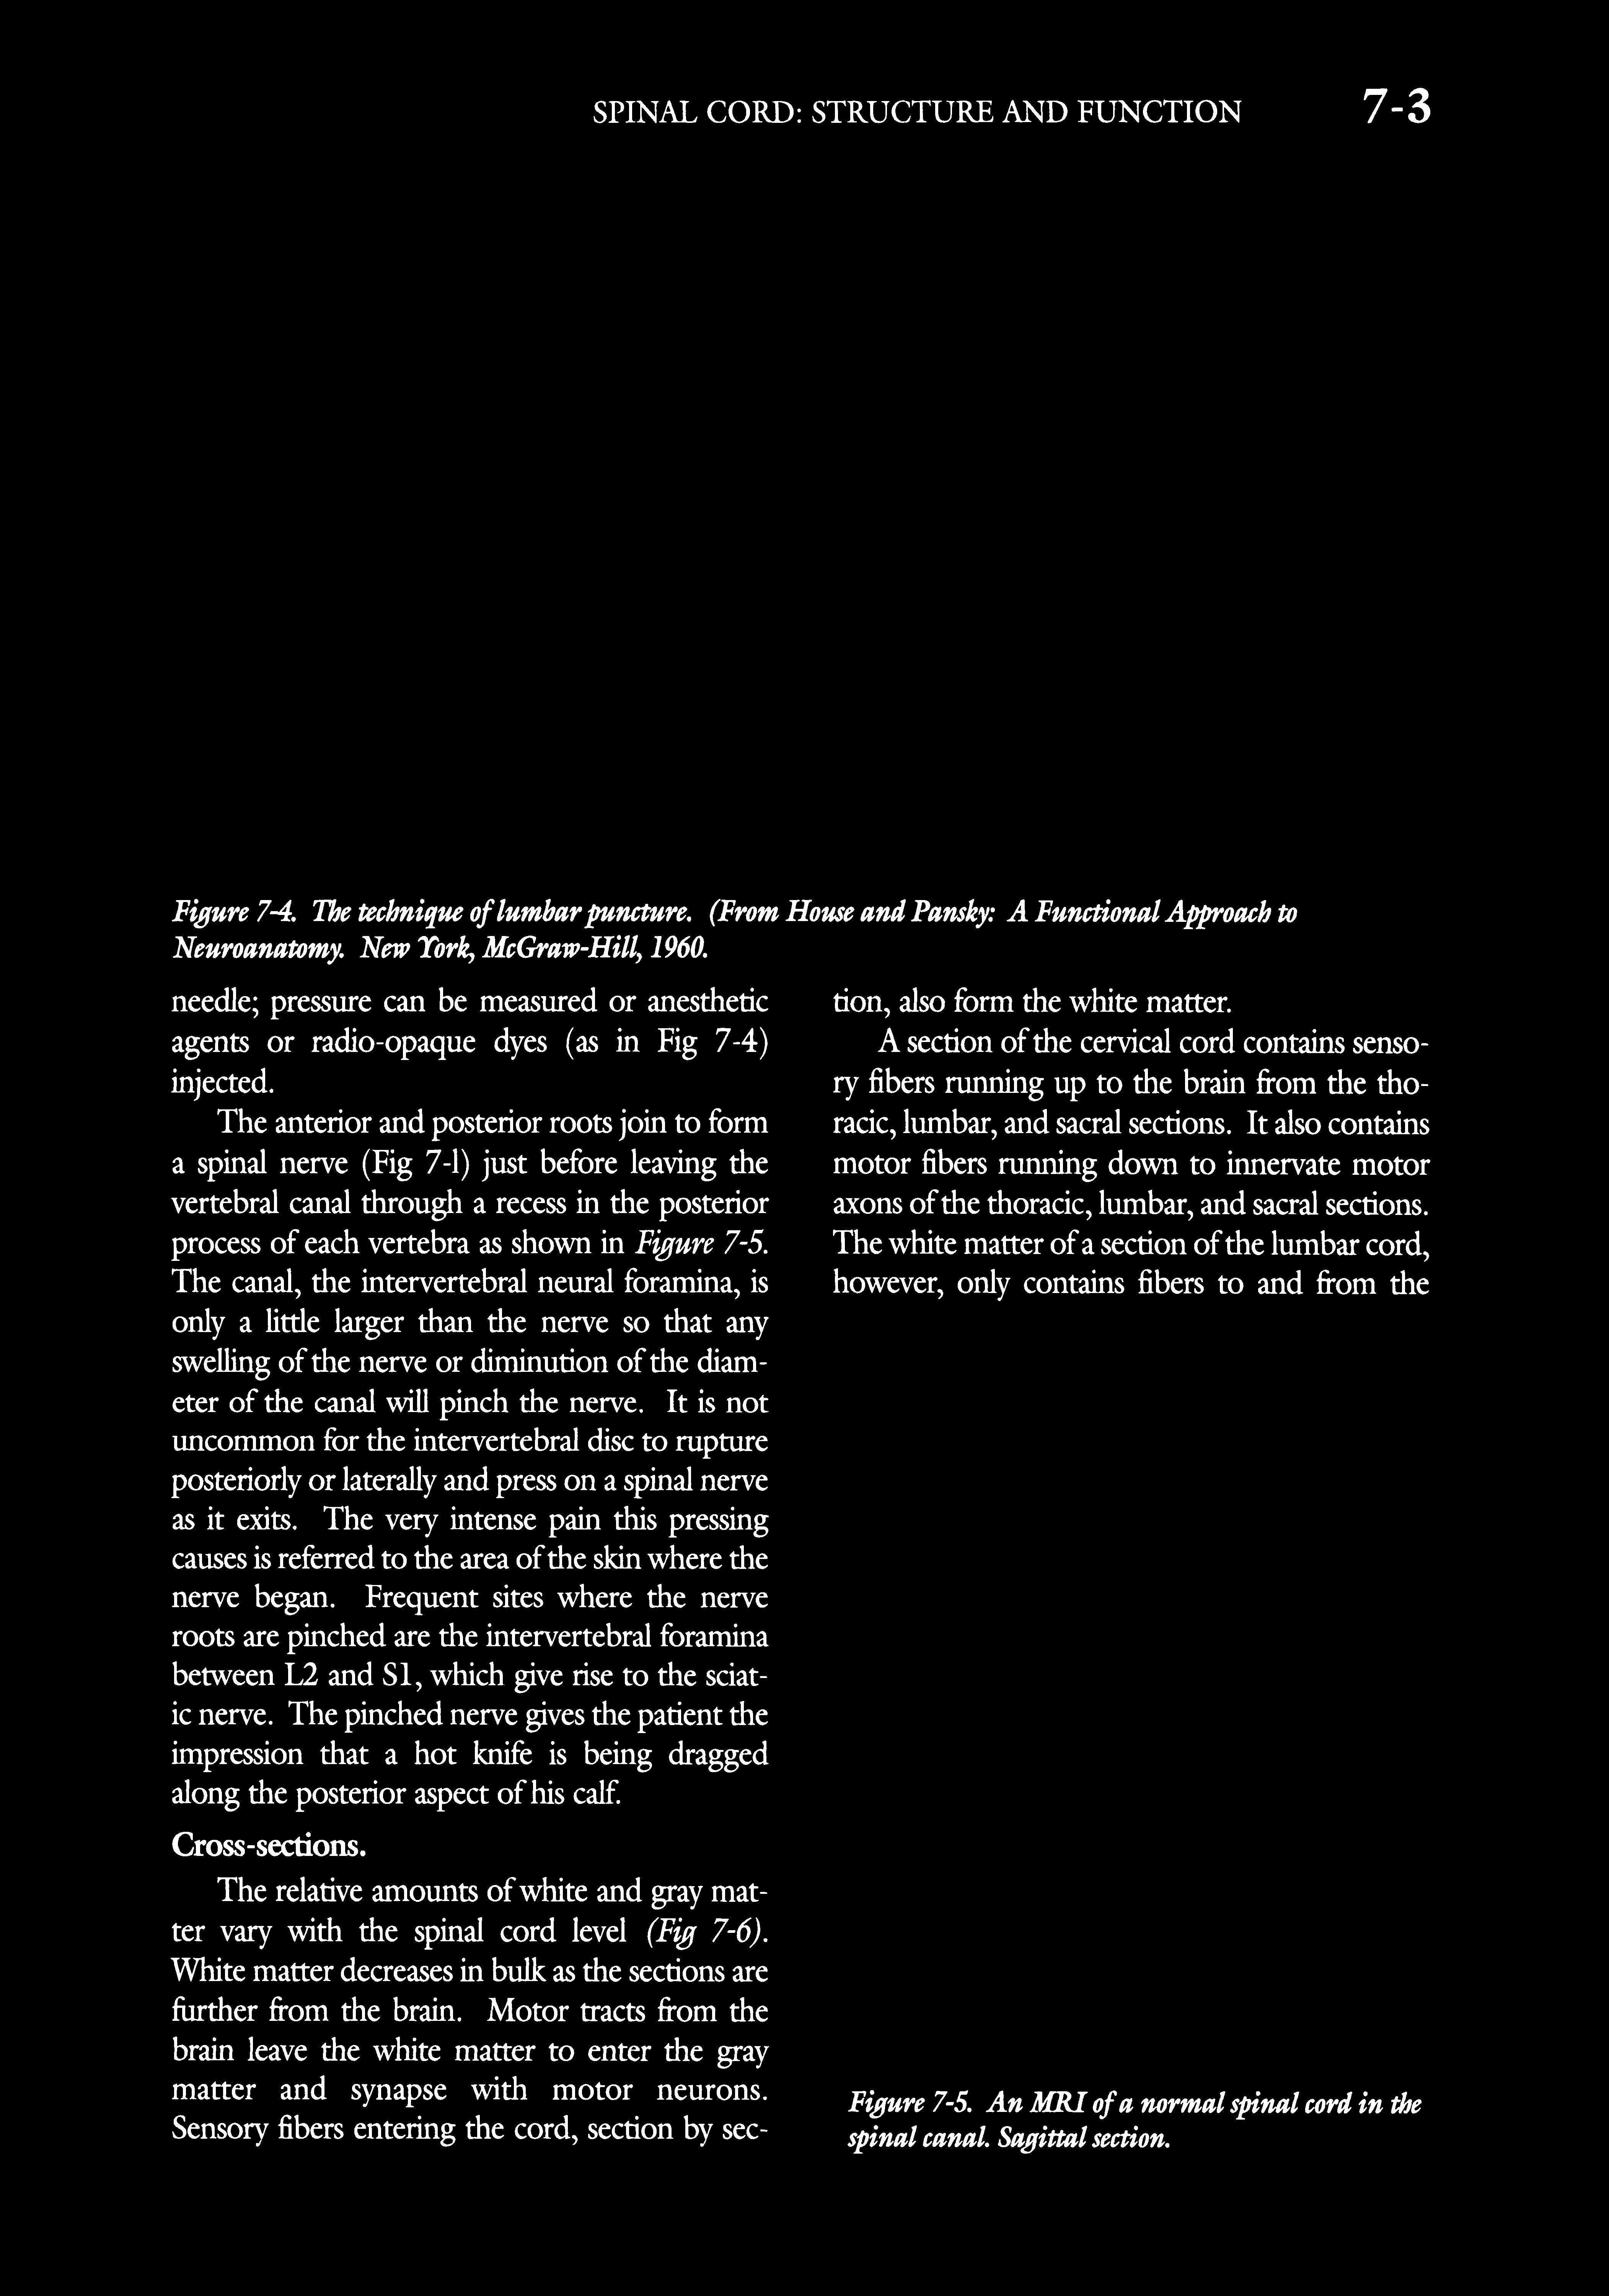 SPINAL CORD: STRUCTURE AND FUNCTION 7-3
Figure 7-4. The technique of lumbar puncture. (From House and Pansky: A Functional Approach to
Neuroanatomy. New York, McGraw-Hill, 1960.
needle; pressure can be measured or anesthetic
agents or radio-opaque dyes (as in Fig 7-4)
injected.
The anterior and posterior roots join to form
a spinal nerve (Fig 7-1) just before leaving the
vertebral canal through a recess in the posterior
process of each vertebra as shown in Figure 7-5.
The canal, the intervertebral neural foramina, is
only a little larger than the nerve so that any
swelling of the nerve or diminution of the diam-
eter of the canal will pinch the nerve. It is not
uncommon for the intervertebral disc to rupture
posteriorly or laterally and press on a spinal nerve
as it exits. The very intense pain this pressing
causes is referred to the area of the skin where the
nerve began. Frequent sites where the nerve
roots are pinched are the intervertebral foramina
between L2 and S1, which give rise to the sciat-
ic nerve. The pinched nerve gives the patient the
impression that a hot knife is being dragged
along the posterior aspect of his calf.
Cross-sections.
The relative amounts of white and gray mat-
ter vary with the spinal cord level (Fig 7-6).
White matter decreases in bulk as the sections are
further from the brain. Motor tracts from the
brain leave the white matter to enter the gray
matter and synapse with motor neurons.
Sensory fibers entering the cord, section by sec-
tion, also form the white matter.
A section of the cervical cord contains senso-
ry fibers running up to the brain from the tho-
racic, lumbar, and sacral sections. It also contains
motor fibers running down to innervate motor
axons of the thoracic, lumbar, and sacral sections.
The white matter of a section of the lumbar cord,
however, only contains fibers to and from the
Figure 7-5. An MRI of a normal spinal cord in the
spinal canal. Sagittal section.